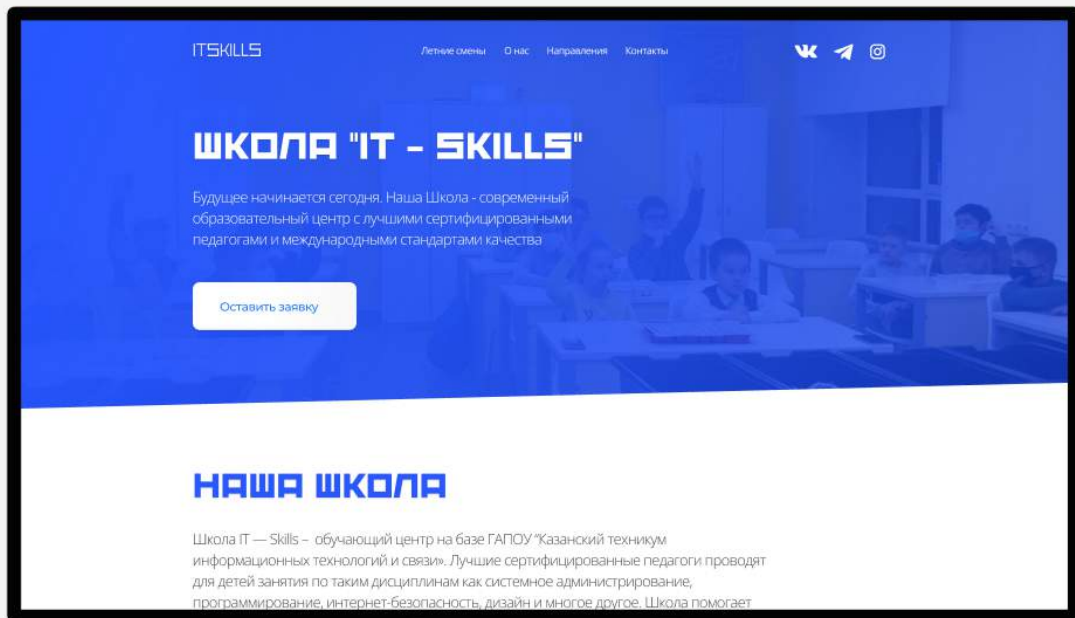 ITSKILLS
Летние смены О нас Направления Контакты
ШКОЛА "IT - SKILLS"
Будущее начинается сегодня. Наша Школа - современный
образовательный центр с лучшими сертифицированными
педагогами и международными стандартами качества
Оставить заявку
НАША ШКОЛА
Школа IT — Skills – обучающий центр на базе ГАПОУ “Казанский техникум
информационных технологий и связи». Лучшие сертифицированные педагоги проводят
для детей занятия по таким дисциплинам как системное администрирование,
программирование, интернет-безопасность, дизайн и многое другое. Школа помогает